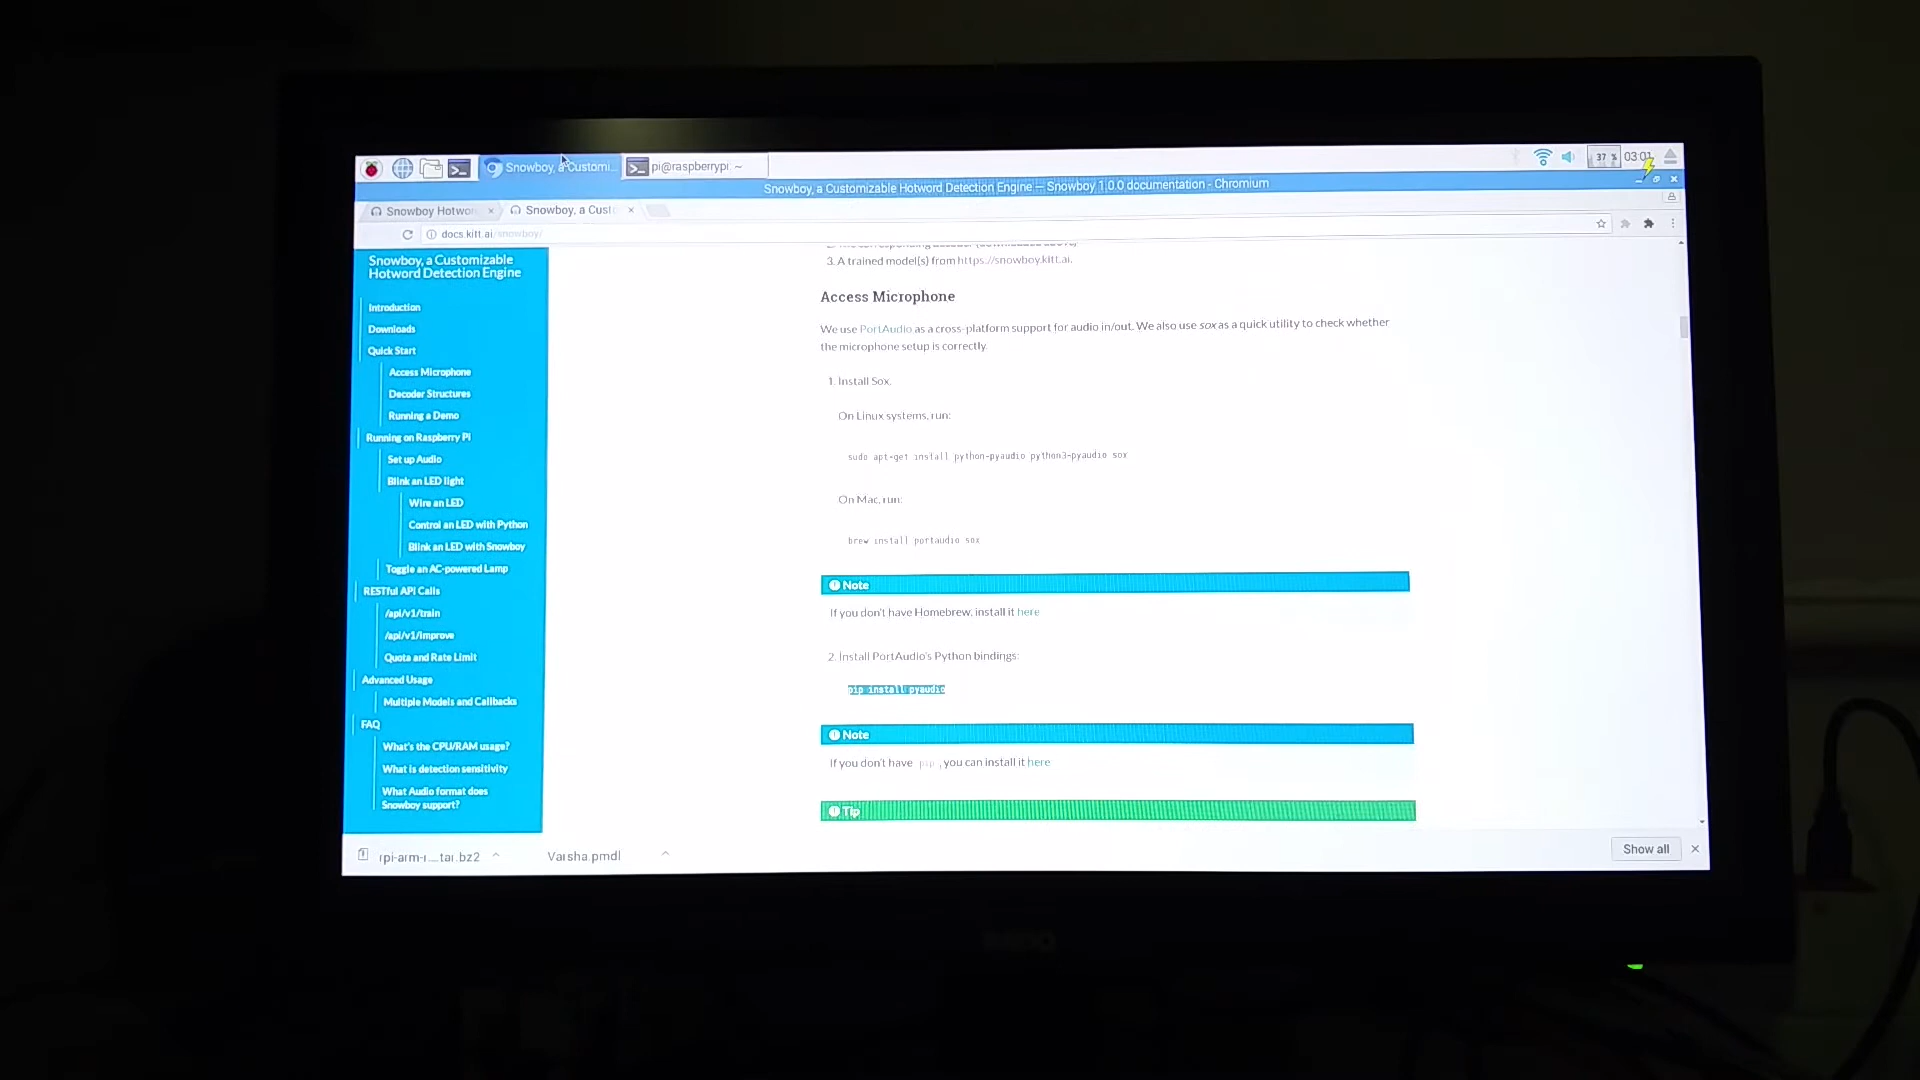 Snowboy, a Customi...
pi@raspberrypi: ~
37 %
03:01
Snowboy, a Customizable Hotword Detection Engine — Snowboy 1.0.0 documentation - Chromium
Snowboy Hotwor
Snowboy, a Cust
docs.kitt.ai/snowboy/
Snowboy, a Customizable
Hotword Detection Engine
Introduction
Downloads
Quick Start
Access Microphone
Decoder Structures
Running a Demo
Running on Raspberry Pi
Set up Audio
Blink an LED light
Wire an LED
Control an LED with Python
Blink an LED with Snowboy
Toggle an AC-powered Lamp
RESTful API Calls
/api/v1/train
/api/v1/improve
Quota and Rate Limit
Advanced Usage
Multiple Models and Callbacks
FAQ
What's the CPU/RAM usage?
What is detection sensitivity
What Audio format does
Snowboy support?
3. A trained model(s) from https://snowboy.kitt.ai.
Access Microphone
We use PortAudio as a cross-platform support for audio in/out. We also use sox as a quick utility to check whether
the microphone setup is correctly.
1. Install Sox.
On Linux systems, run:
sudo apt-get install python-pyaudio python3-pyaudio sox
On Mac, run:
brew install portaudio sox
Note
If you don't have Homebrew, install it here
2. Install PortAudio's Python bindings:
pip install pyaudio
Note
If you don't have pip, you can install it here
Tip
rpi-arm-r....tar.bz2
Varsha.pmdl
Show all